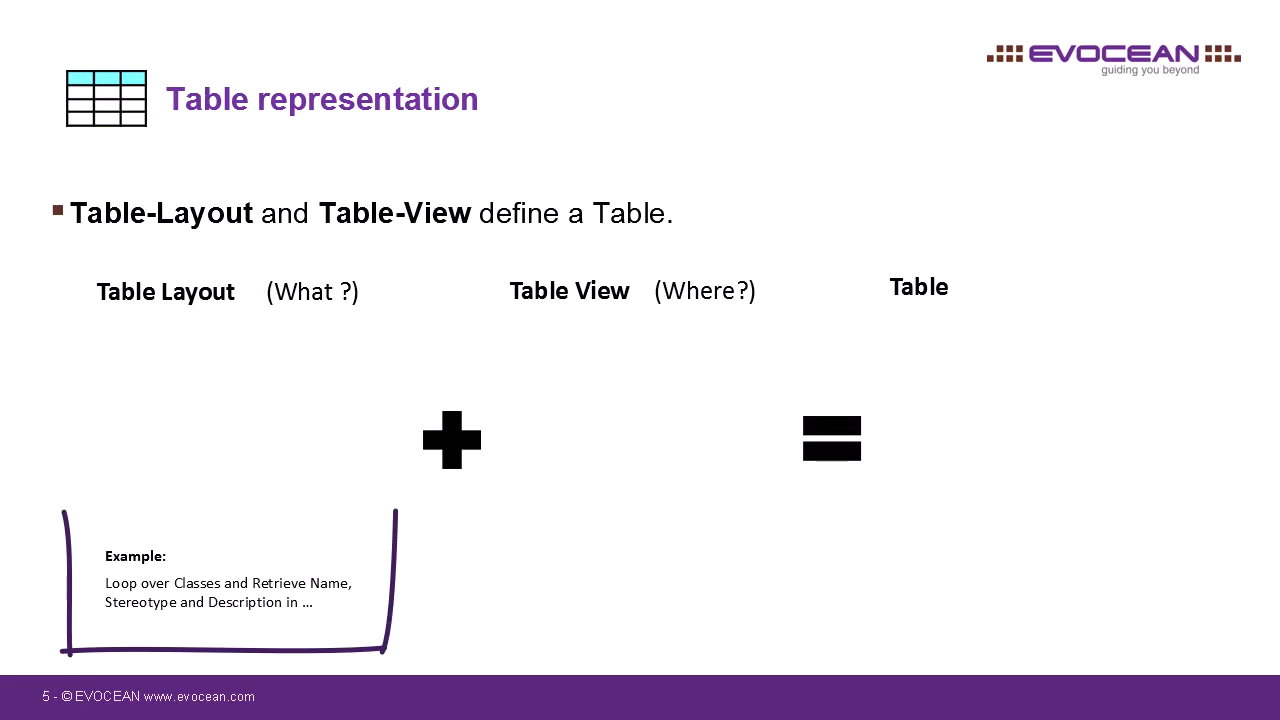 EVOCEAN
guiding you beyond
Table representation
Table-Layout and Table-View define a Table.
Table Layout (What ?)
Table View (Where?)
Table
Example:
Loop over Classes and Retrieve Name,
Stereotype and Description in ...
5 - © EVOCEAN www.evocean.com